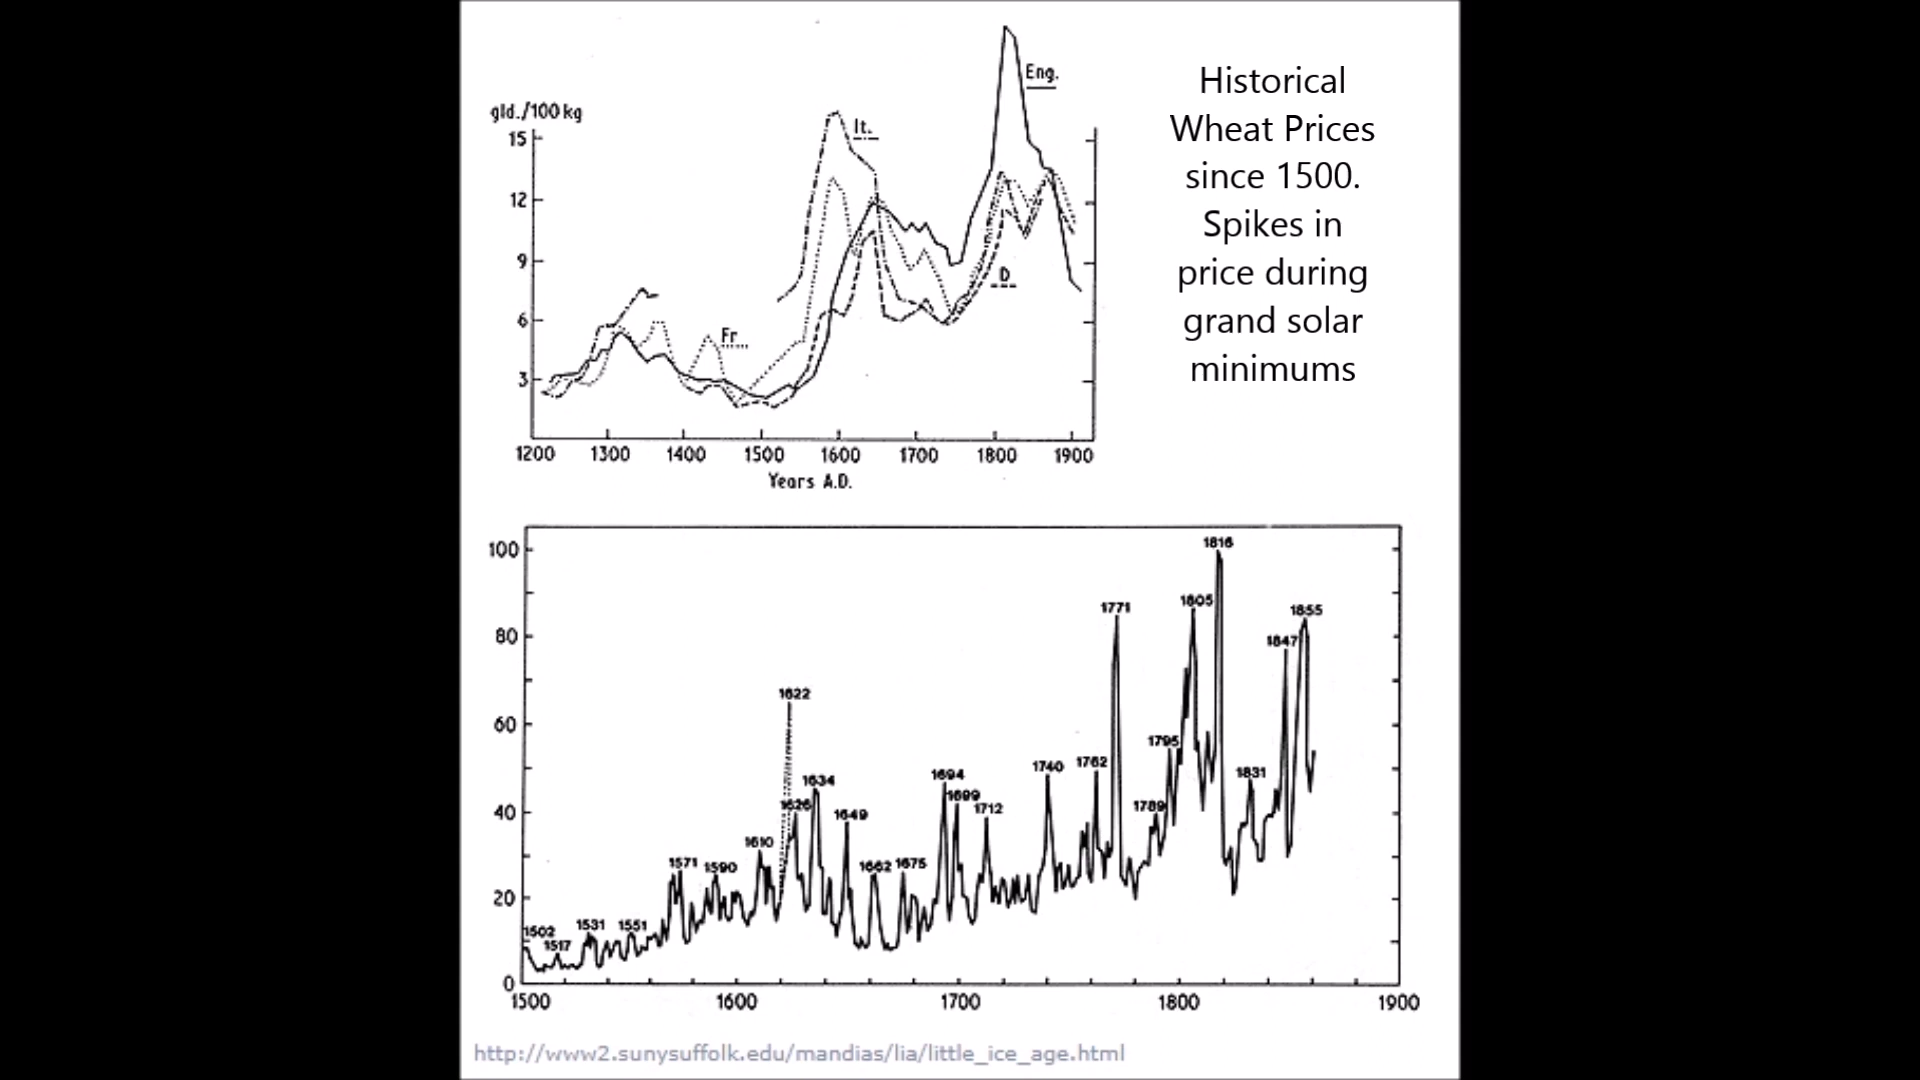 gld./100 kg
15
12
9
6
3
It.
Eng.
Fr
D
1200 1300 1400 1500 1600 1700 1800 1900
Years A.D.
Historical
Wheat Prices
since 1500.
Spikes in
price during
grand solar
minimums
100
80
60
40
20
0
1502
1517
1531
1551
1571
1590
1610
1622
1626
1634
1649
1662
1675
1694
1699
1712
1740
1762
1771
1789
1795
1805
1816
1831
1847
1855
1500 1600 1700 1800 1900
http://www2.sunysuffolk.edu/mandias/lia/little_ice_age.html